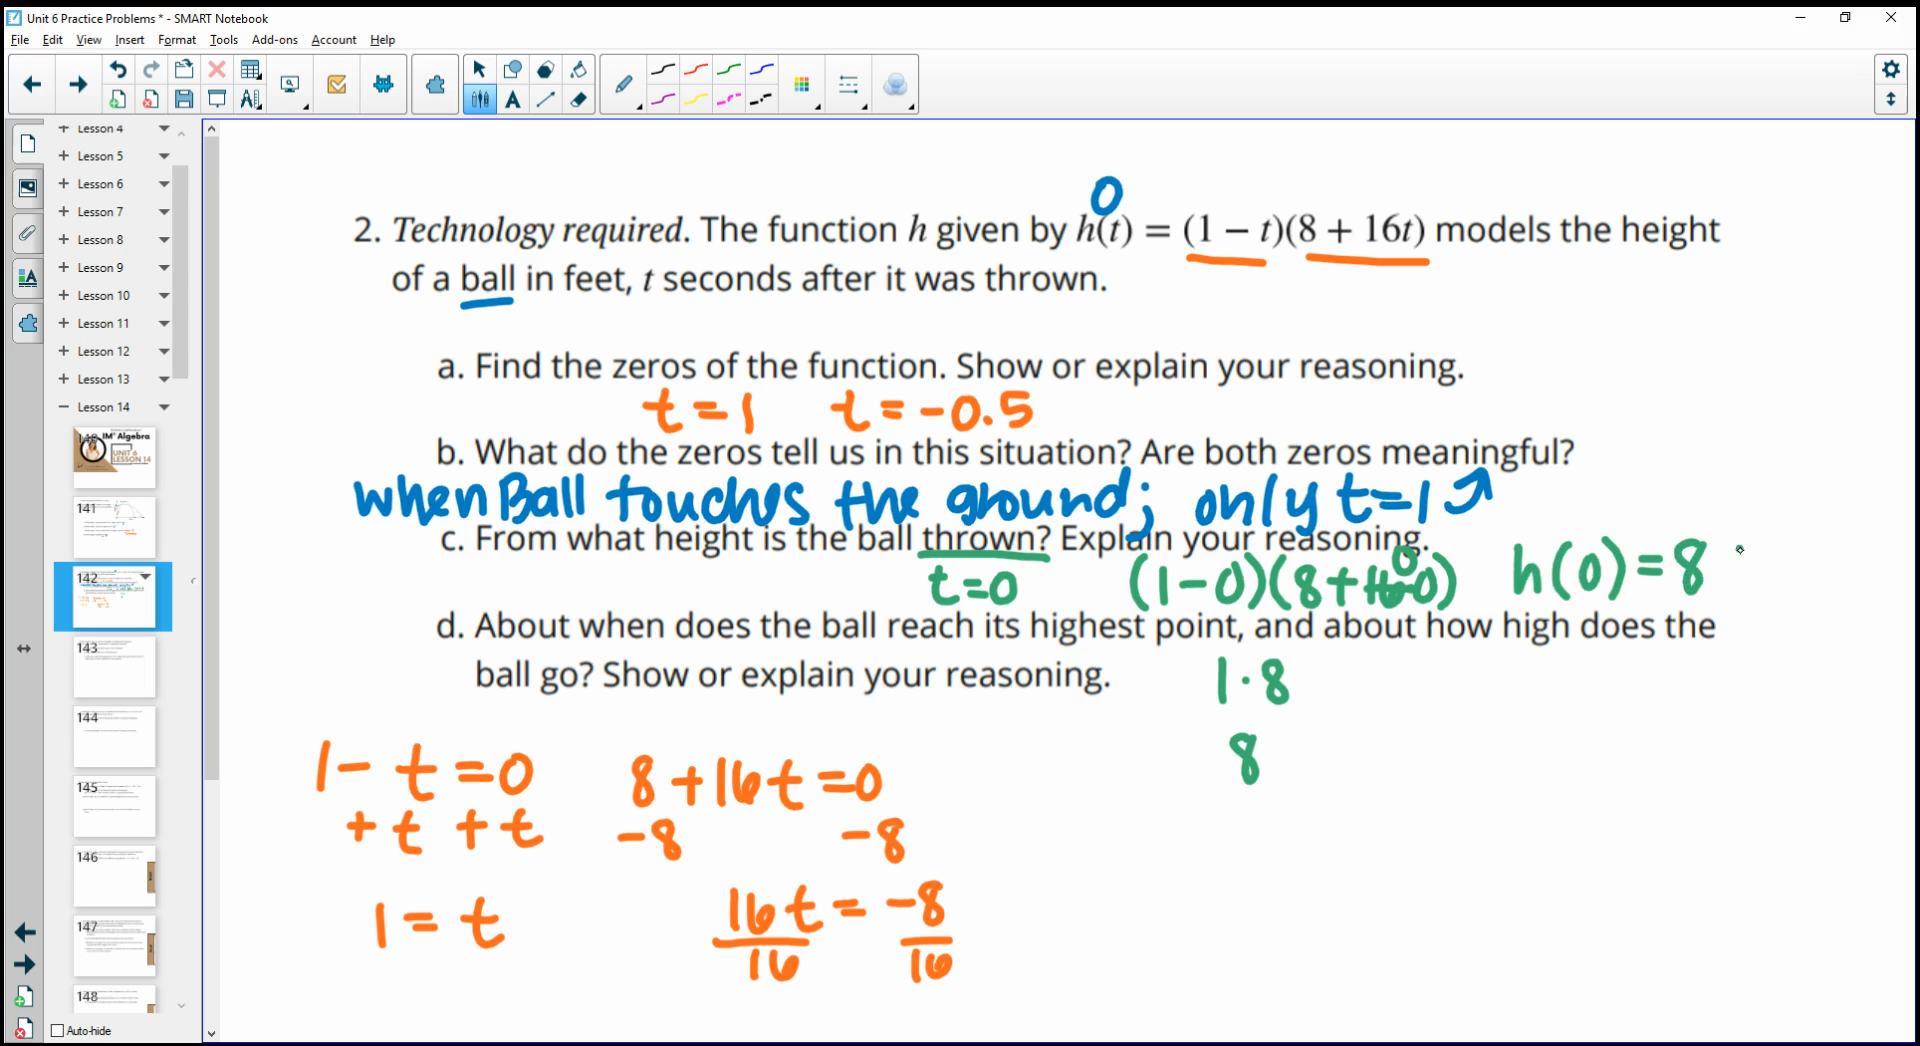 Unit 6 Practice Problems * - SMART Notebook
File Edit View Insert Format Tools Add-ons Account Help
Lesson 4
Lesson 5
Lesson 6
Lesson 7
Lesson 8
Lesson 9
Lesson 10
Lesson 11
Lesson 12
Lesson 13
Lesson 14
IM Algebra
UNIT 6
LESSON 14
141
142
143
144
145
146
147
148
Auto-hide
0
2. Technology required. The function h given by h(t) = (1 − t)(8 + 16t) models the height
of a ball in feet, t seconds after it was thrown.
a. Find the zeros of the function. Show or explain your reasoning.
t = 1 t = -0.5
b. What do the zeros tell us in this situation? Are both zeros meaningful?
when Ball touches the ground; only t=1
c. From what height is the ball thrown? Explain your reasoning.
t=0 (1-0)(8+16·0) h(0)=8
0
d. About when does the ball reach its highest point, and about how high does the
ball go? Show or explain your reasoning.
1·8
8
1- t =0 8+16t =0
+ t + t -8 -8
1 = t 16t = -8
16 16